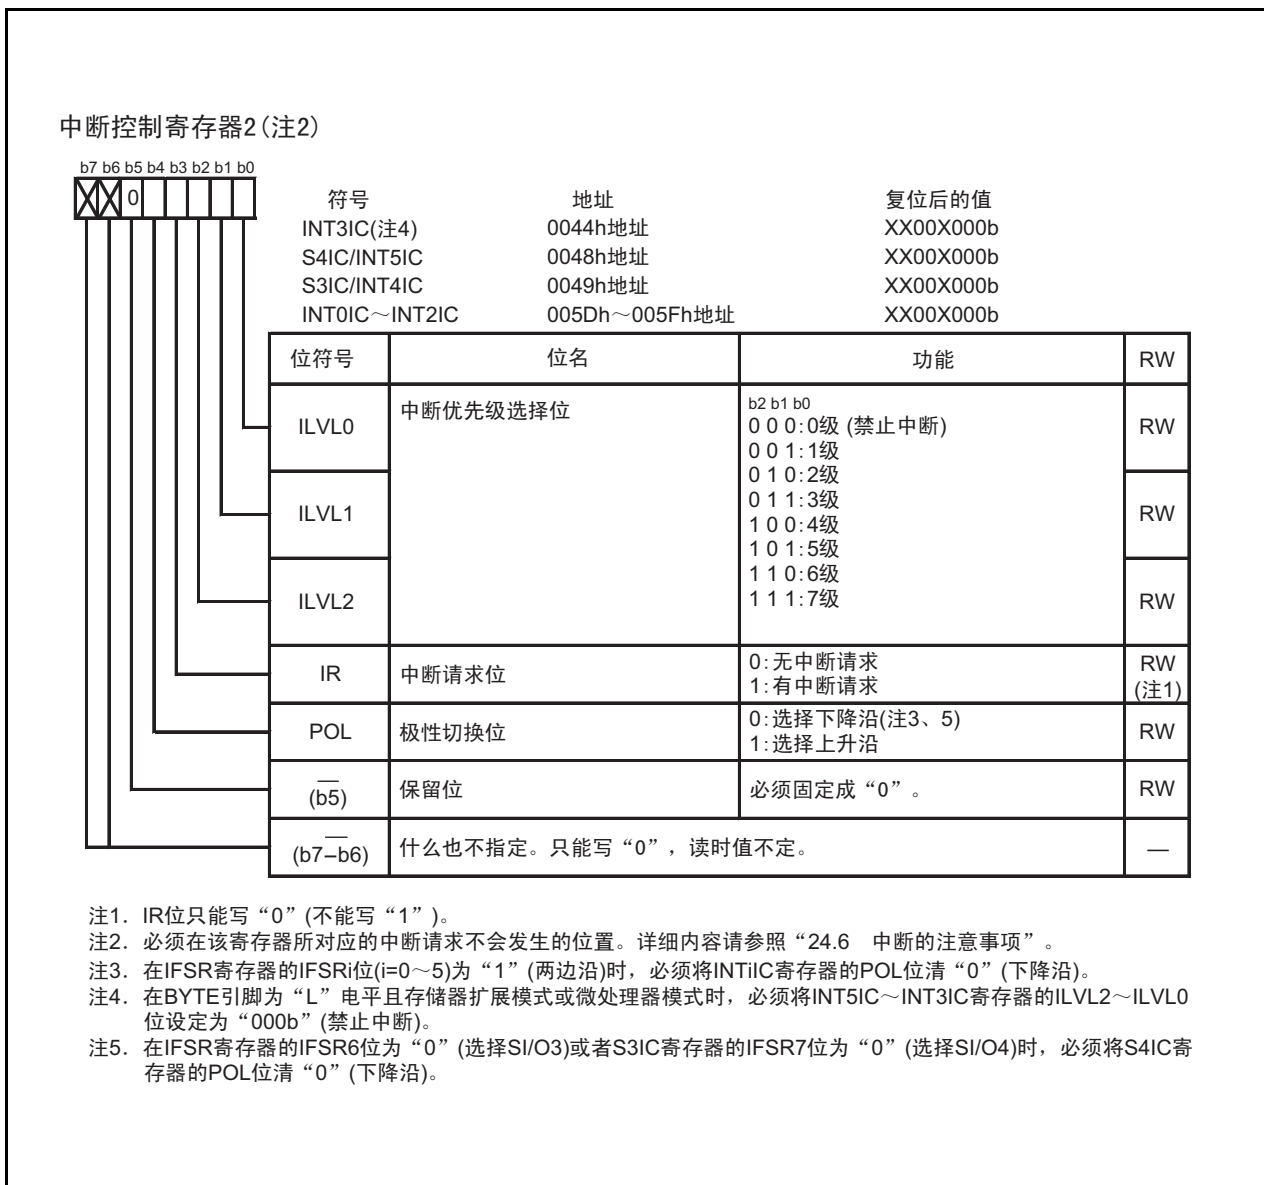 中断控制寄存器2(注2)
b7 b6 b5 b4 b3 b2 b1 b0
0
符号 地址 复位后的值
INT3IC(注4) 0044h地址 XX00X000b
S4IC/INT5IC 0048h地址 XX00X000b
S3IC/INT4IC 0049h地址 XX00X000b
INT0IC～INT2IC 005Dh～005Fh地址 XX00X000b
位符号 位名 功能 RW
ILVL0 中断优先级选择位 b2 b1 b0
0 0 0:0级 (禁止中断) RW
0 0 1:1级
0 1 0:2级
ILVL1 0 1 1:3级 RW
1 0 0:4级
1 0 1:5级
ILVL2 1 1 0:6级 RW
1 1 1:7级
IR 中断请求位 0:无中断请求 RW
1:有中断请求 (注1)
POL 极性切换位 0:选择下降沿(注3、5) RW
1:选择上升沿
— (b5) 保留位 必须固定成“0”。 RW
— (b7–b6) 什么也不指定。只能写“0”，读时值不定。 —
注1. IR位只能写“0”(不能写“1”)。
注2. 必须在该寄存器所对应的中断请求不会发生的位置。详细内容请参照“24.6 中断的注意事项”。
注3. 在IFSR寄存器的IFSRi位(i=0～5)为“1”(两边沿)时，必须将INTiIC寄存器的POL位清“0”(下降沿)。
注4. 在BYTE引脚为“L”电平且存储器扩展模式或微处理器模式时，必须将INT5IC～INT3IC寄存器的ILVL2～ILVL0
位设定为“000b”(禁止中断)。
注5. 在IFSR寄存器的IFSR6位为“0”(选择SI/O3)或者S3IC寄存器的IFSR7位为“0”(选择SI/O4)时，必须将S4IC寄
存器的POL位清“0”(下降沿)。